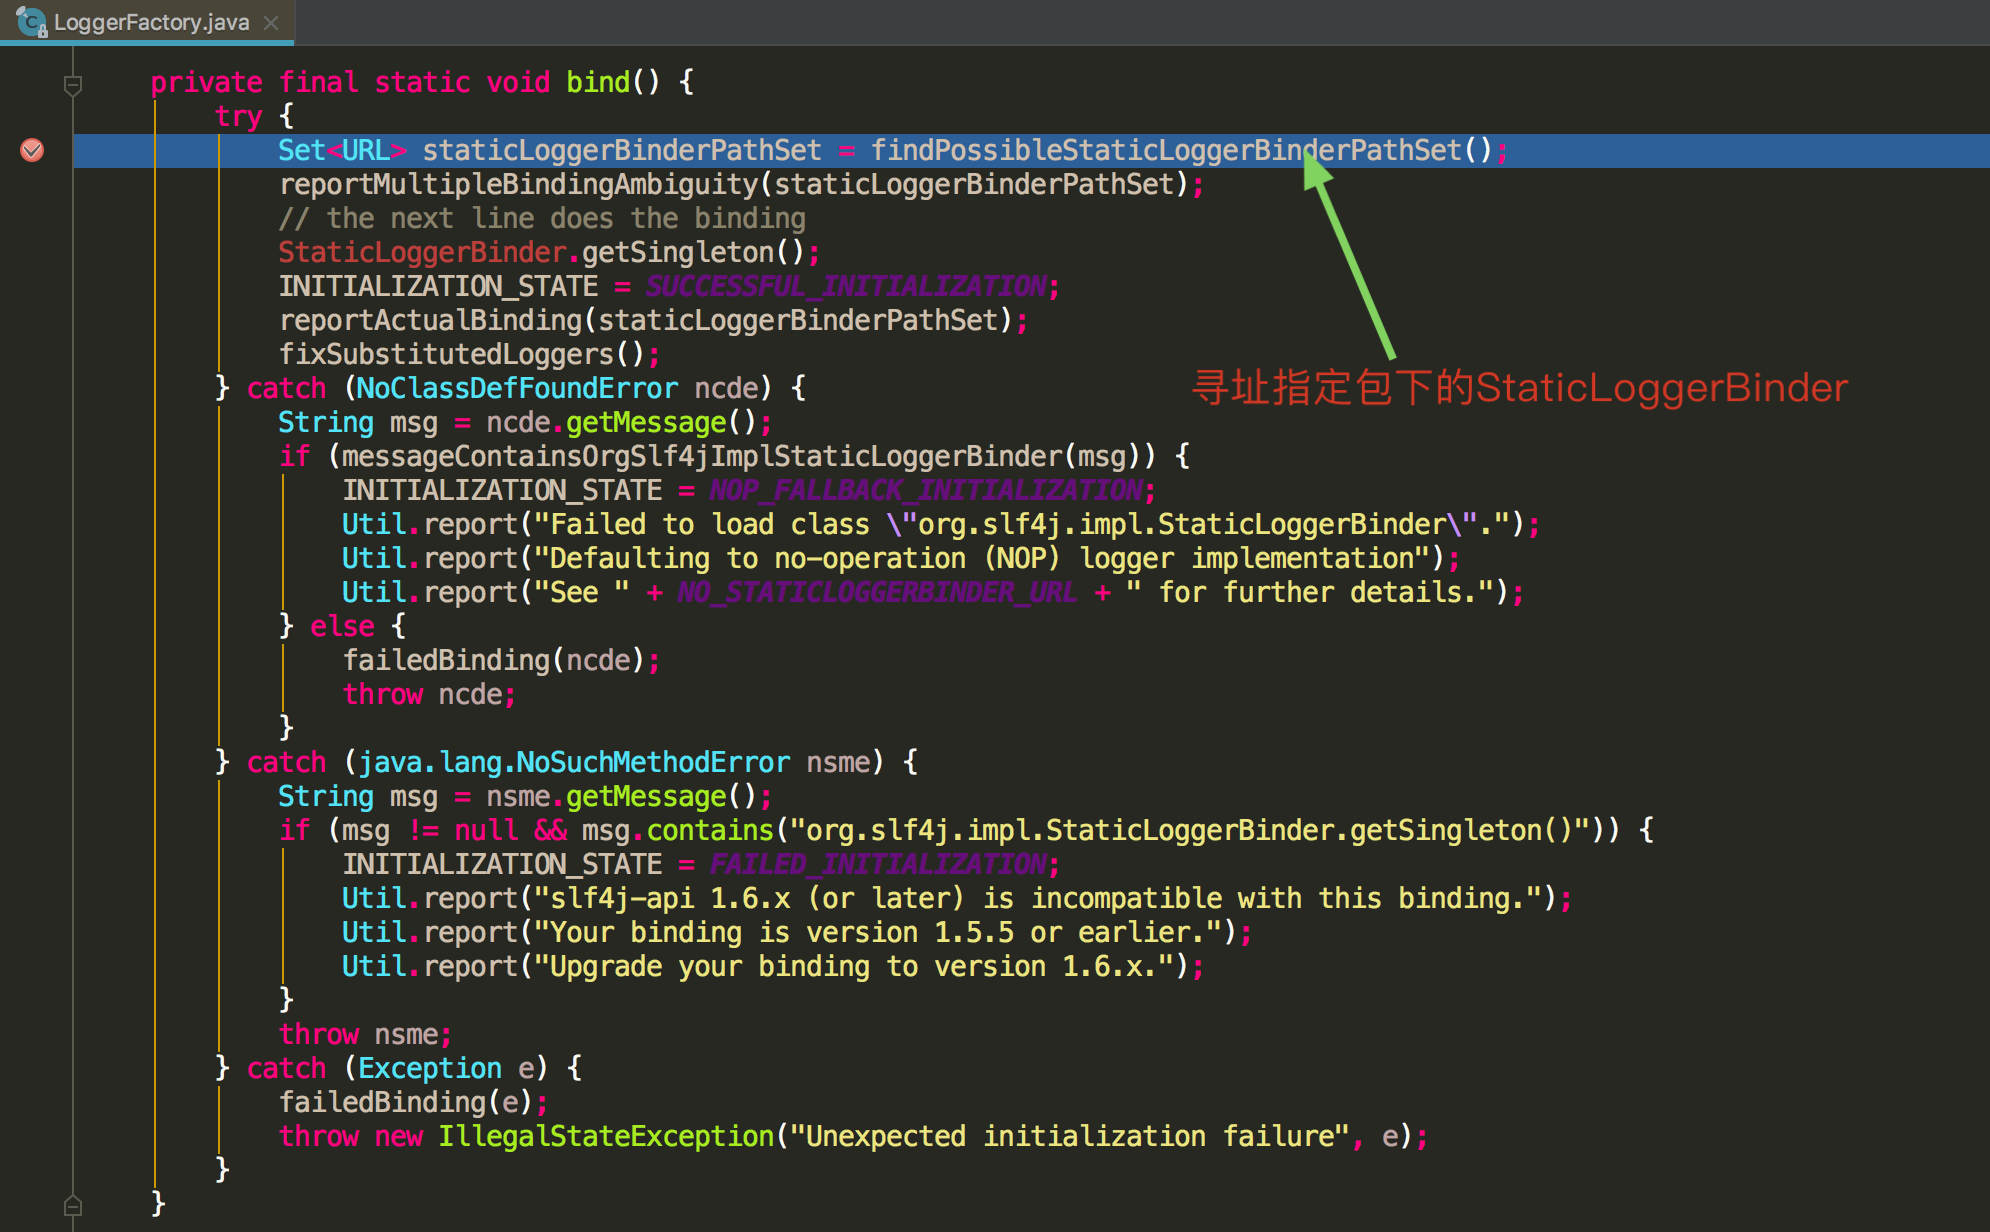 LoggerFactory.java
private final static void bind() {
try {
Set<URL> staticLoggerBinderPathSet = findPossibleStaticLoggerBinderPathSet();
reportMultipleBindingAmbiguity(staticLoggerBinderPathSet);
// the next line does the binding
StaticLoggerBinder.getSingleton();
INITIALIZATION_STATE = SUCCESSFUL_INITIALIZATION;
reportActualBinding(staticLoggerBinderPathSet);
fixSubstitutedLoggers();
} catch (NoClassDefFoundError ncde) {
寻址指定包下的StaticLoggerBinder
String msg = ncde.getMessage();
if (messageContainsOrgSlf4jImplStaticLoggerBinder(msg)) {
INITIALIZATION_STATE = NOP_FALLBACK_INITIALIZATION;
Util.report("Failed to load class \"org.slf4j.impl.StaticLoggerBinder\".");
Util.report("Defaulting to no-operation (NOP) logger implementation");
Util.report("See " + NO_STATICLOGGERBINDER_URL + " for further details.");
} else {
failedBinding(ncde);
throw ncde;
}
} catch (java.lang.NoSuchMethodError nsme) {
String msg = nsme.getMessage();
if (msg != null && msg.contains("org.slf4j.impl.StaticLoggerBinder.getSingleton()")) {
INITIALIZATION_STATE = FAILED_INITIALIZATION;
Util.report("slf4j-api 1.6.x (or later) is incompatible with this binding.");
Util.report("Your binding is version 1.5.5 or earlier.");
Util.report("Upgrade your binding to version 1.6.x.");
}
throw nsme;
} catch (Exception e) {
failedBinding(e);
throw new IllegalStateException("Unexpected initialization failure", e);
}
}